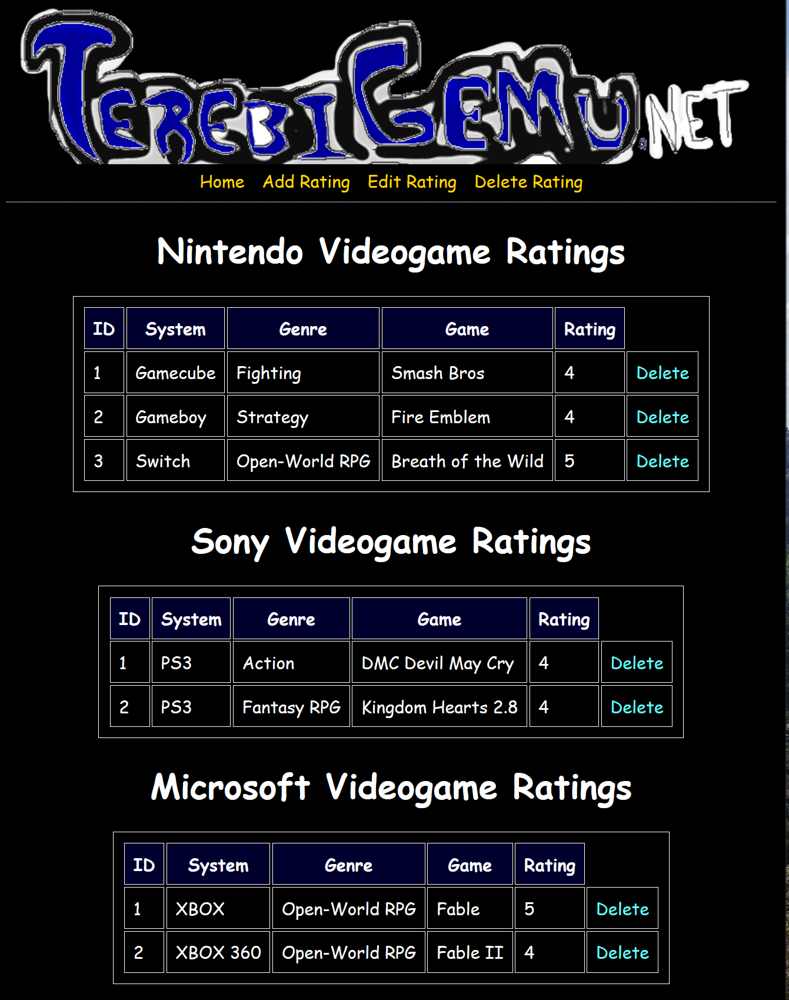 TEREBIGEMU.NET
Home Add Rating Edit Rating Delete Rating
Nintendo Videogame Ratings
ID System Genre Game Rating
1 Gamecube Fighting Smash Bros 4 Delete
2 Gameboy Strategy Fire Emblem 4 Delete
3 Switch Open-World RPG Breath of the Wild 5 Delete
Sony Videogame Ratings
ID System Genre Game Rating
1 PS3 Action DMC Devil May Cry 4 Delete
2 PS3 Fantasy RPG Kingdom Hearts 2.8 4 Delete
Microsoft Videogame Ratings
ID System Genre Game Rating
1 XBOX Open-World RPG Fable 5 Delete
2 XBOX 360 Open-World RPG Fable II 4 Delete